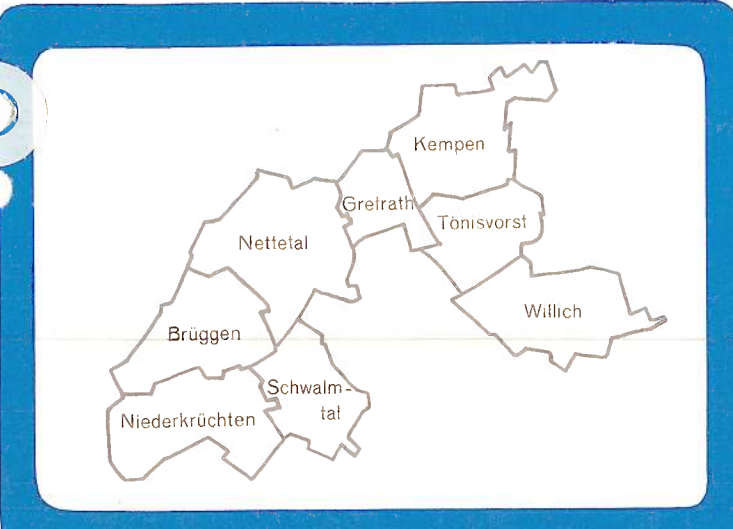 Kempen
Grefrath
Tönisvorst
Nettetal
Willich
Brüggen
Schwalm-
tal
Niederkrüchten